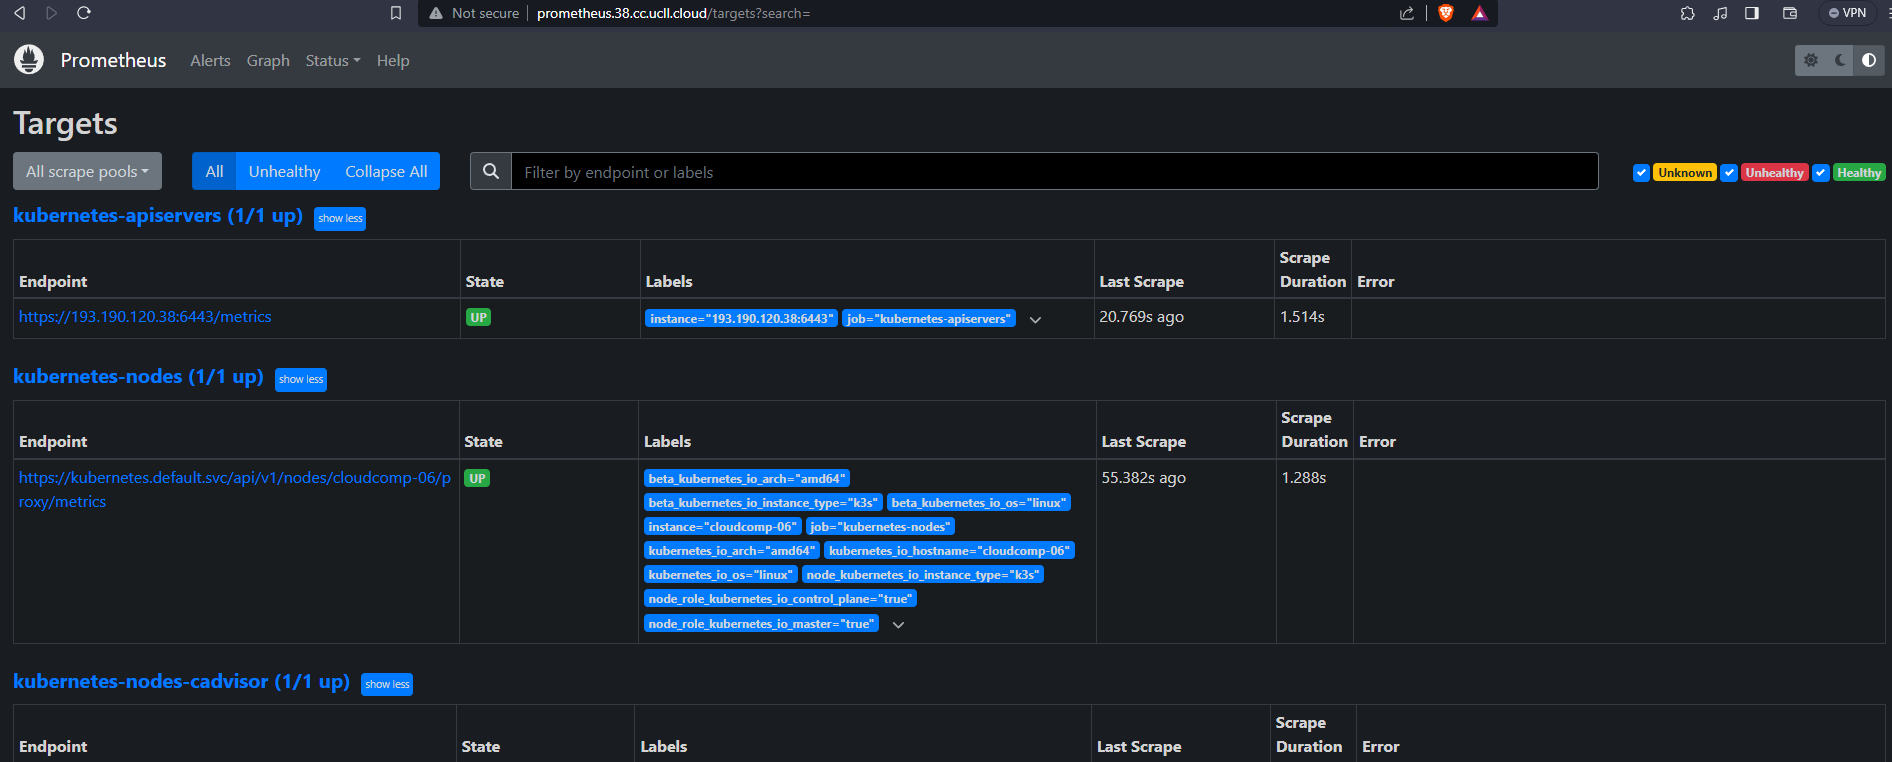 Not secure prometheus.38.cc.ucll.cloud/targets?search= VPN
Prometheus Alerts Graph Status Help
Targets
All scrape pools All Unhealthy Collapse All Filter by endpoint or labels Unknown Unhealthy Healthy
kubernetes-apiservers (1/1 up) show less
Endpoint State Labels Last Scrape Scrape Duration Error
https://193.190.120.38:6443/metrics UP instance="193.190.120.38:6443" job="kubernetes-apiservers" 20.769s ago 1.514s
kubernetes-nodes (1/1 up) show less
Endpoint State Labels Last Scrape Scrape Duration Error
https://kubernetes.default.svc/api/v1/nodes/cloudcomp-06/p
roxy/metrics
UP
beta_kubernetes_io_arch="amd64"
beta_kubernetes_io_instance_type="k3s" beta_kubernetes_io_os="linux"
instance="cloudcomp-06" job="kubernetes-nodes"
kubernetes_io_arch="amd64" kubernetes_io_hostname="cloudcomp-06"
kubernetes_io_os="linux" node_kubernetes_io_instance_type="k3s"
node_role_kubernetes_io_control_plane="true"
node_role_kubernetes_io_master="true"
55.382s ago 1.288s
kubernetes-nodes-cadvisor (1/1 up) show less
Endpoint State Labels Last Scrape Scrape Duration Error